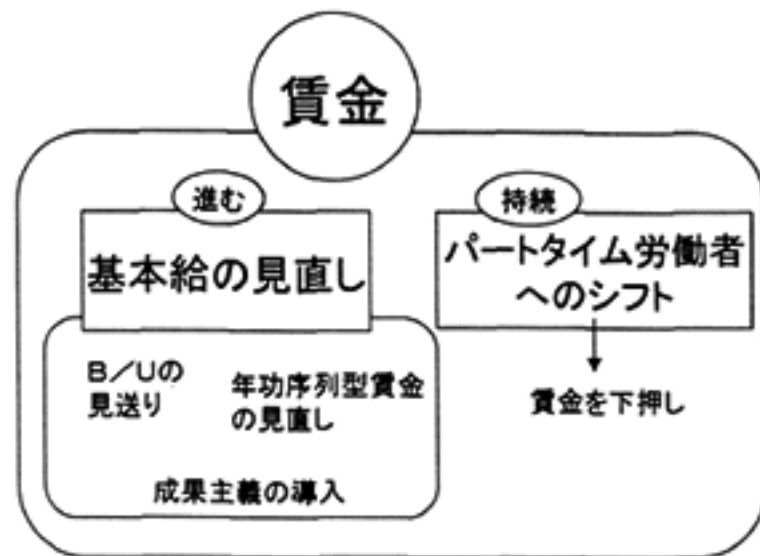 賃金
進む
基本給の見直し
B/Uの
見送り
年功序列型賃金
の見直し
成果主義の導入
持続
パートタイム労働者
へのシフト
賃金を下押し